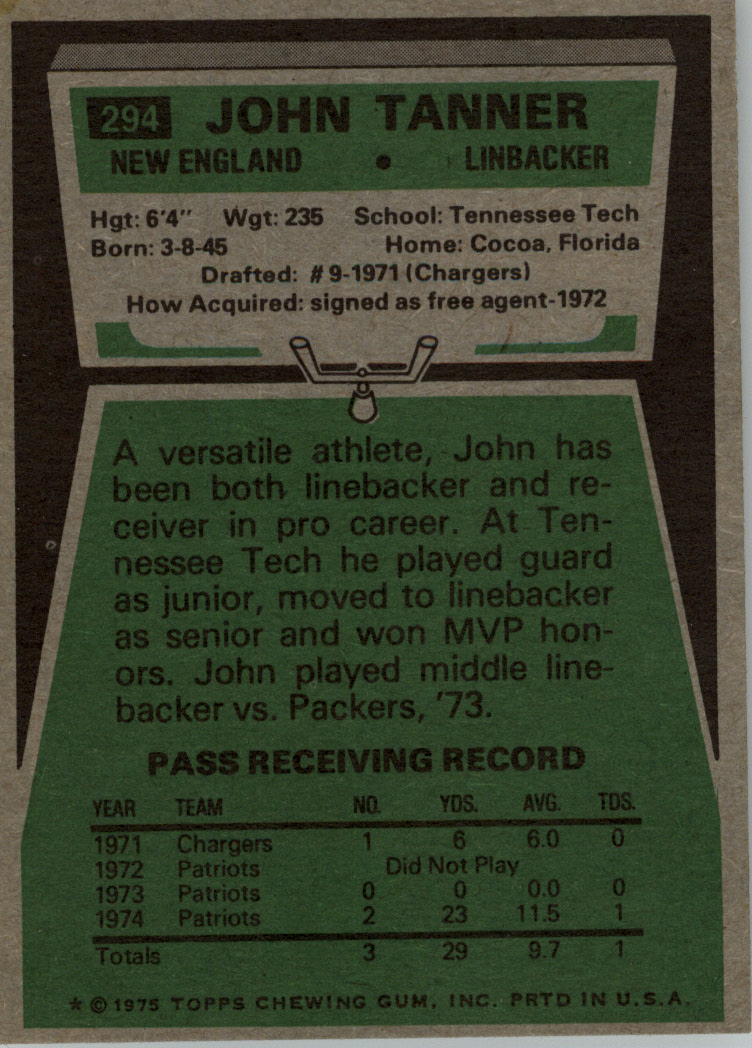 294 JOHN TANNER
NEW ENGLAND • LINBACKER
Hgt: 6'4" Wgt: 235 School: Tennessee Tech
Born: 3-8-45 Home: Cocoa, Florida
Drafted: #9-1971 (Chargers)
How Acquired: signed as free agent-1972
A versatile athlete, John has
been both linebacker and re-
ceiver in pro career. At Ten-
nessee Tech he played guard
as junior, moved to linebacker
as senior and won MVP hon-
ors. John played middle line-
backer vs. Packers, '73.
PASS RECEIVING RECORD
YEAR TEAM NO. YDS. AVG. TDS.
1971 Chargers 1 6 6.0 0
1972 Patriots Did Not Play
1973 Patriots 0 0 0.0 0
1974 Patriots 2 23 11.5 1
Totals 3 29 9.7 1
* © 1975 TOPPS CHEWING GUM, INC. PRTD IN U.S.A.